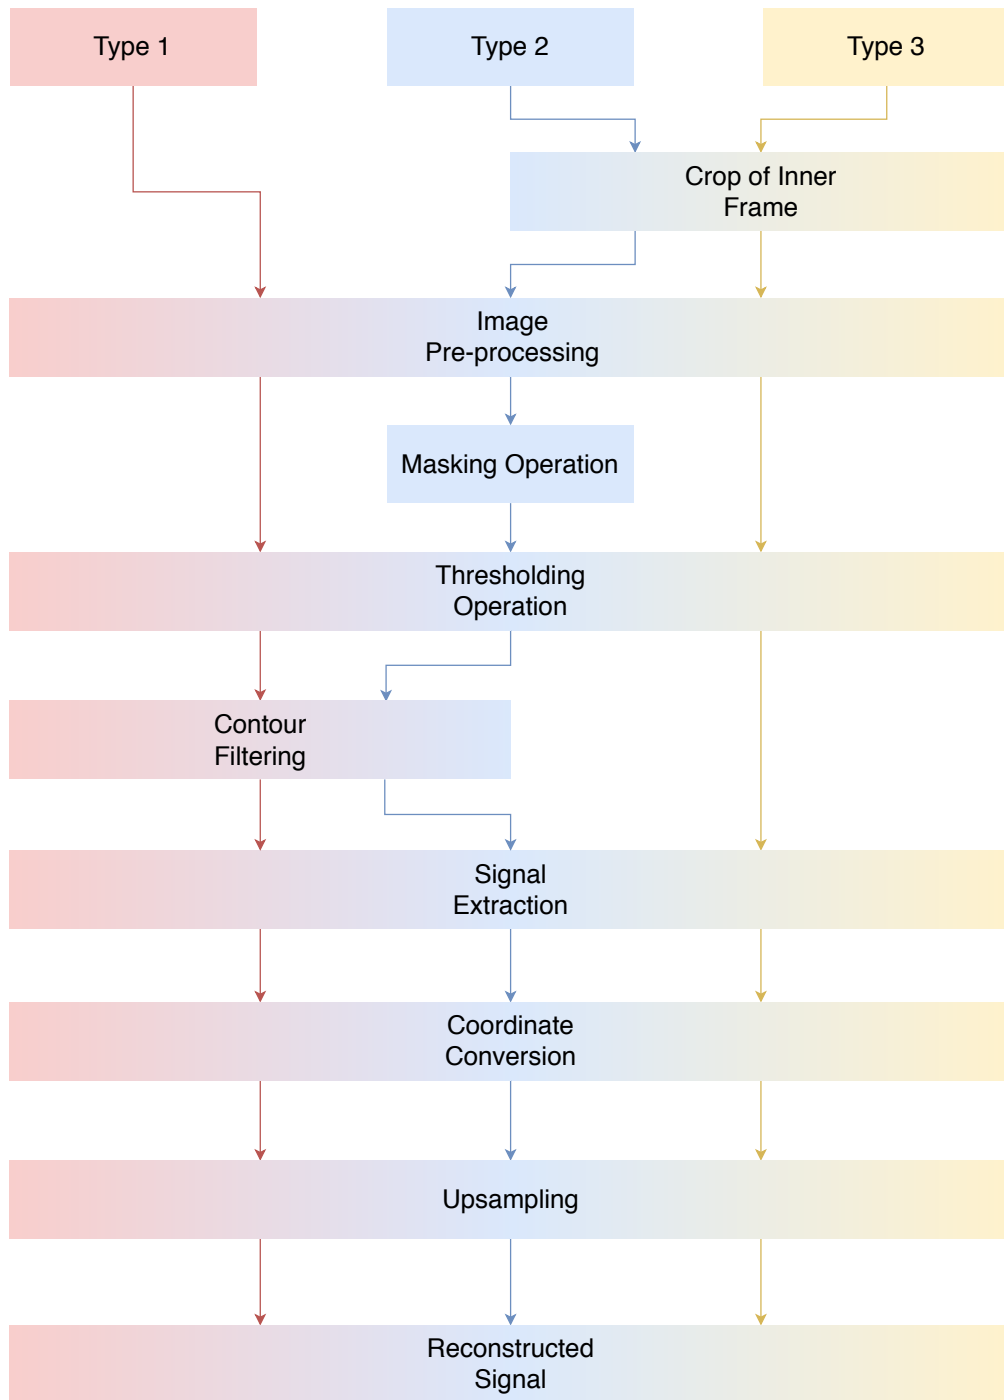 Type 1
Type 2
Type 3
Crop of Inner
Frame
Image
Pre-processing
Masking Operation
Thresholding
Operation
Contour
Filtering
Signal
Extraction
Coordinate
Conversion
Upsampling
Reconstructed
Signal